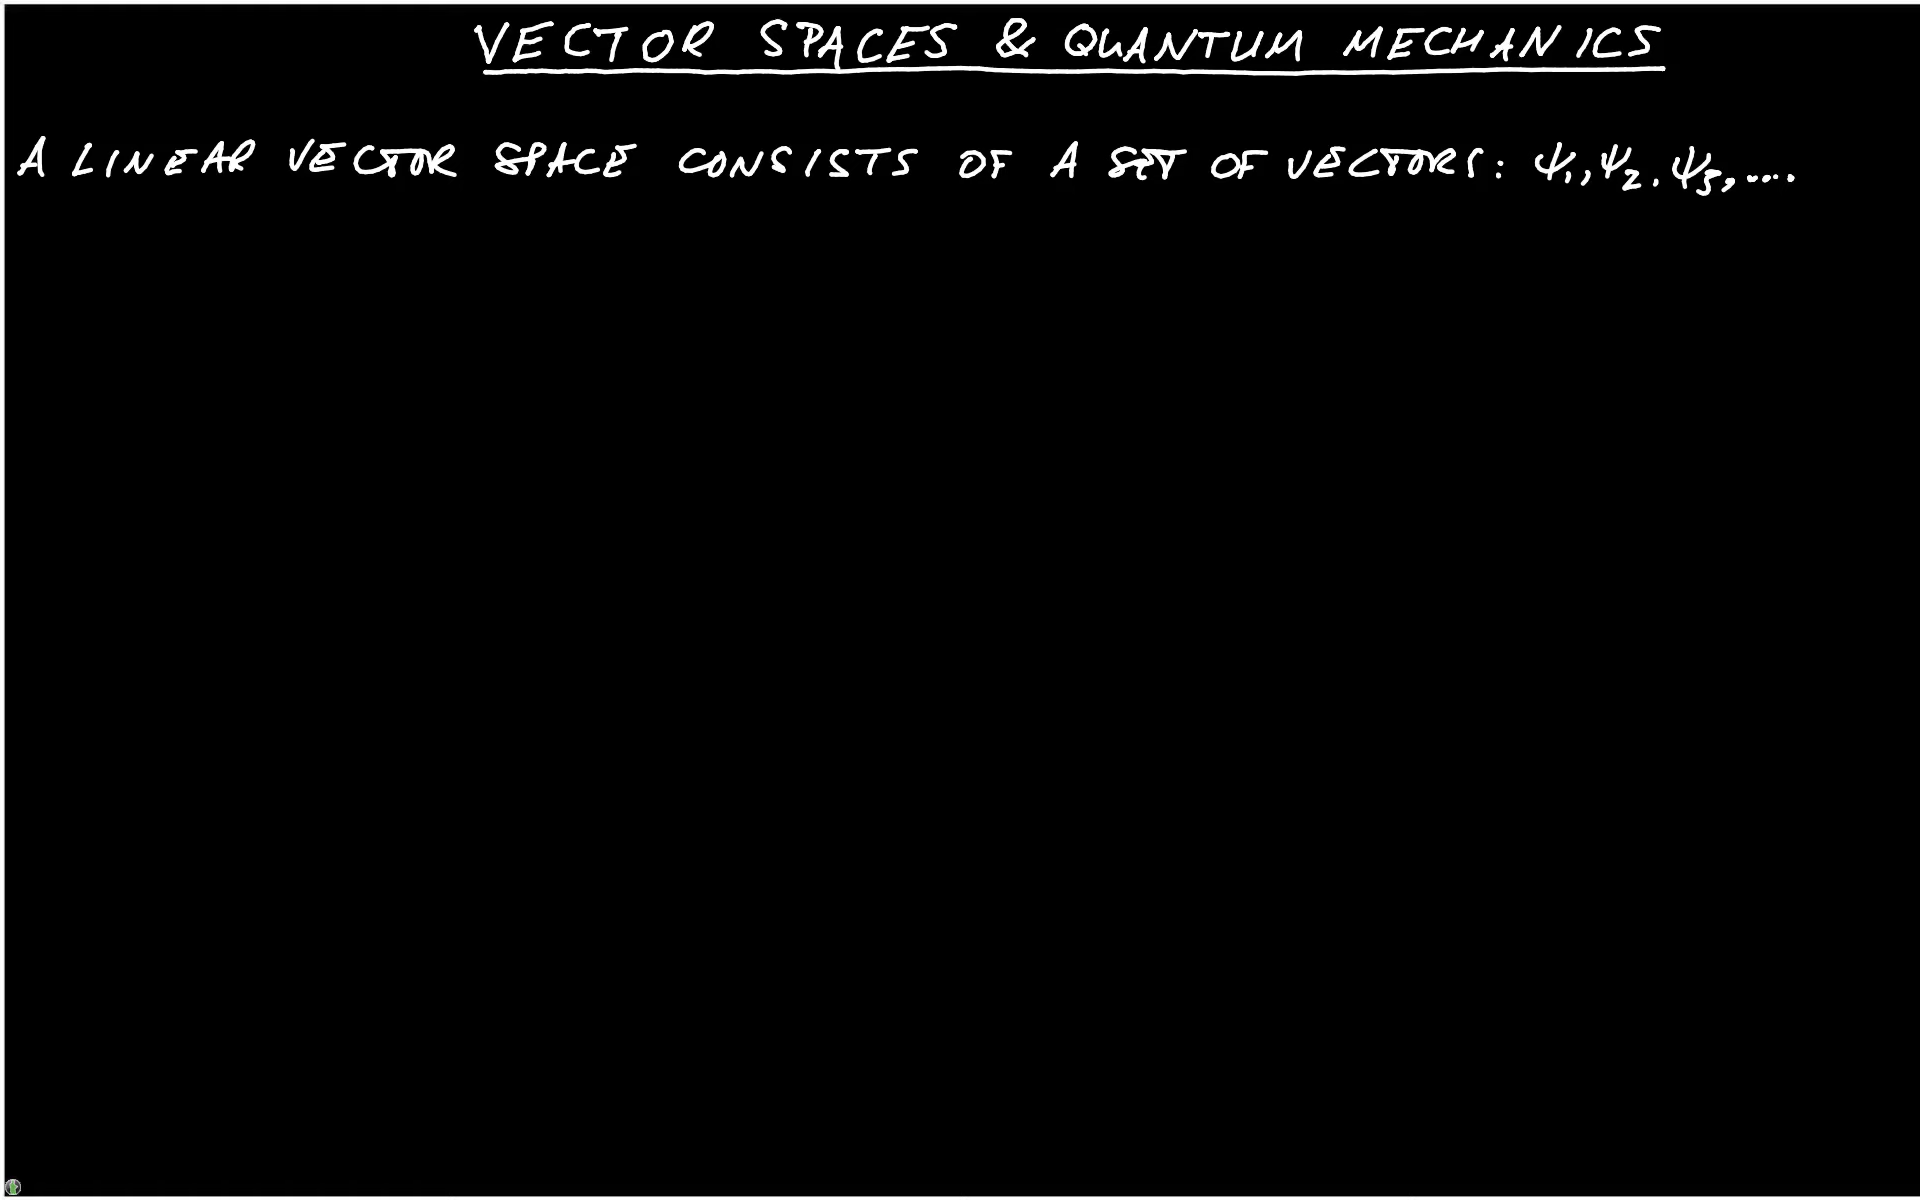 VECTOR SPACES & QUANTUM MECHANICS
A LINEAR VECTOR SPACE CONSISTS OF A SET OF VECTORS: ψ₁, ψ₂. ψ₃, ....